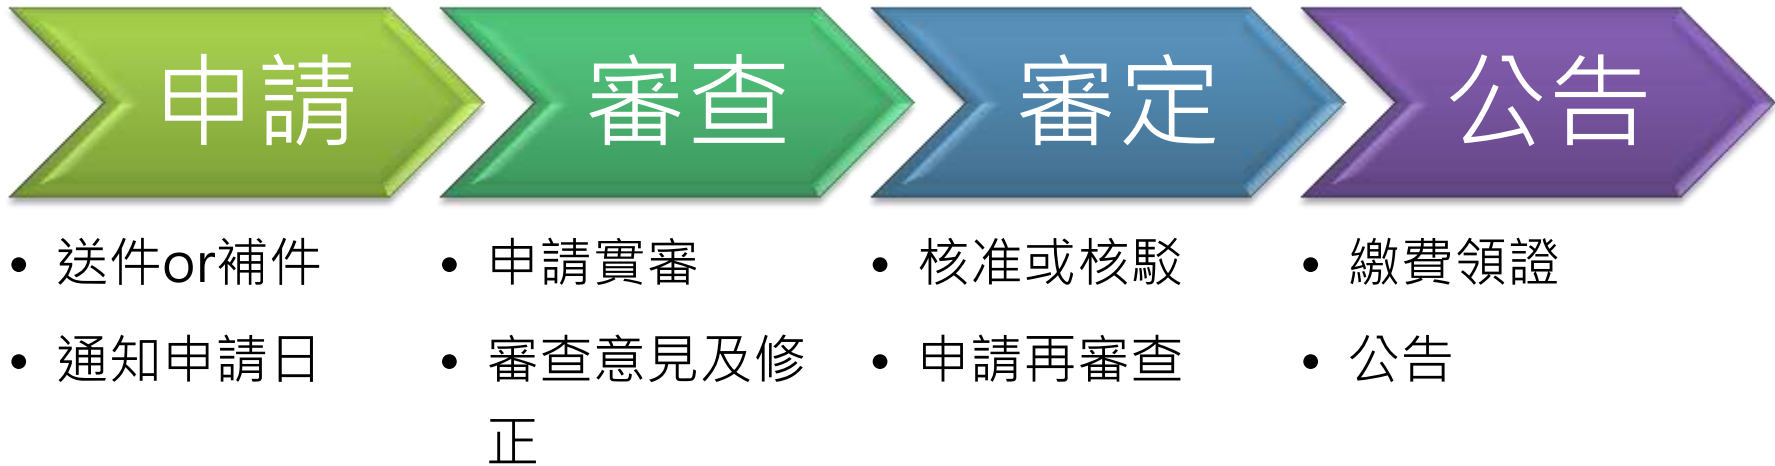 申請
• 送件or補件
• 通知申請日
審查
• 申請實審
• 審查意見及修
正
審定
• 核准或核駁
• 申請再審查
公告
• 繳費領證
• 公告